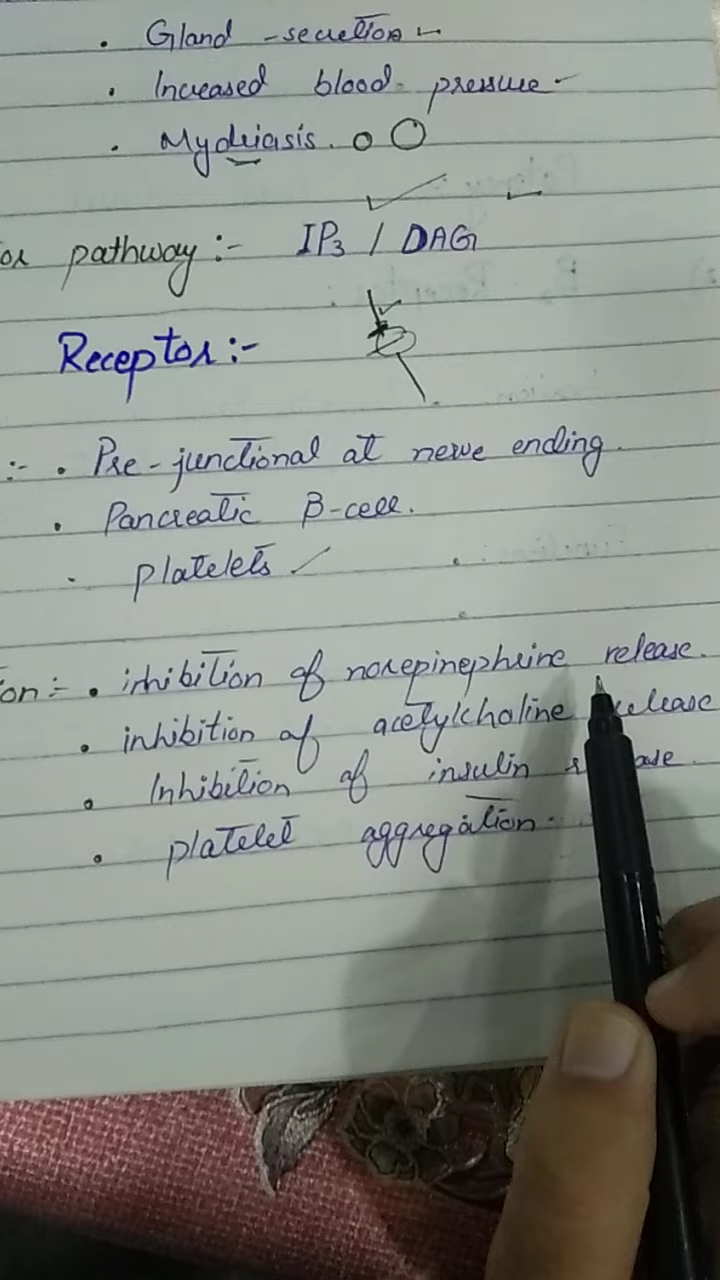 • Gland - secretion
• Increased blood pressure -
• Mydriasis.
or pathway :- IP3 / DAG
Receptor :-
:- • Pre-junctional at nerve ending.
• Pancreatic β-cell.
• Platelets
on :- • inhibition of norepinephrine release.
• inhibition of acetylcholine release
• Inhibition of insulin
• platelet aggregation.